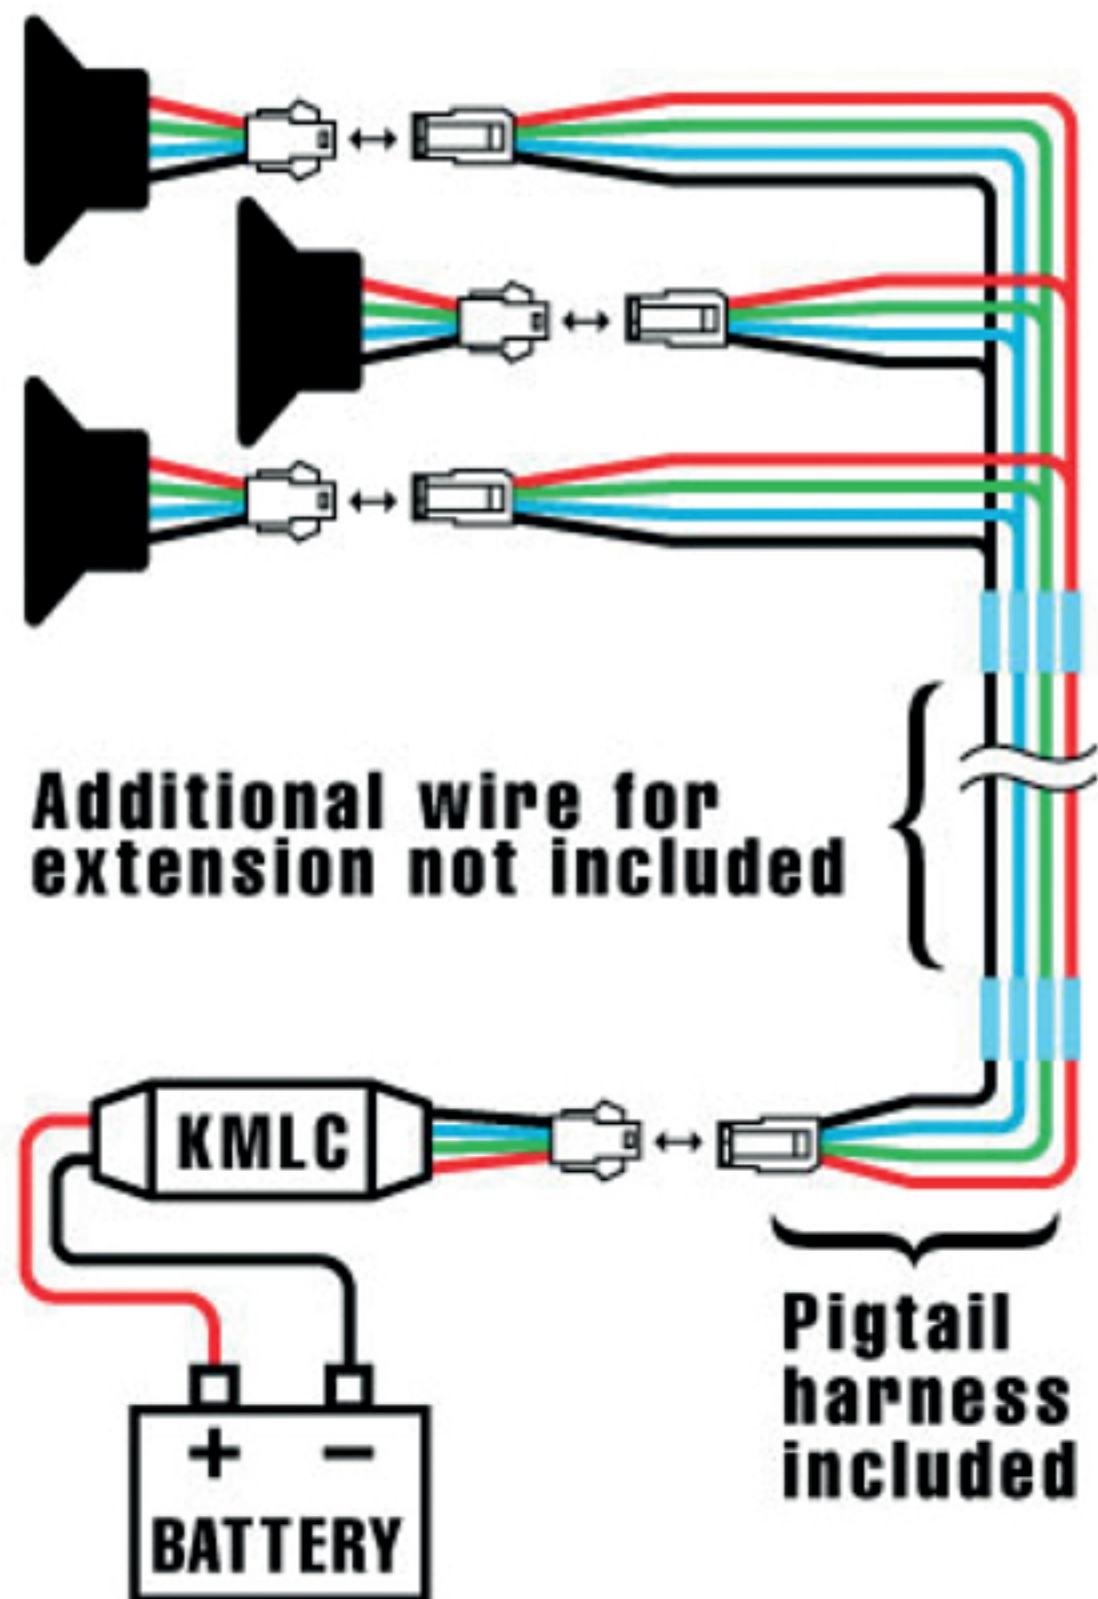 Additional wire for
extension not included
KMLC
Pigtail
harness
included
+ −
BATTERY